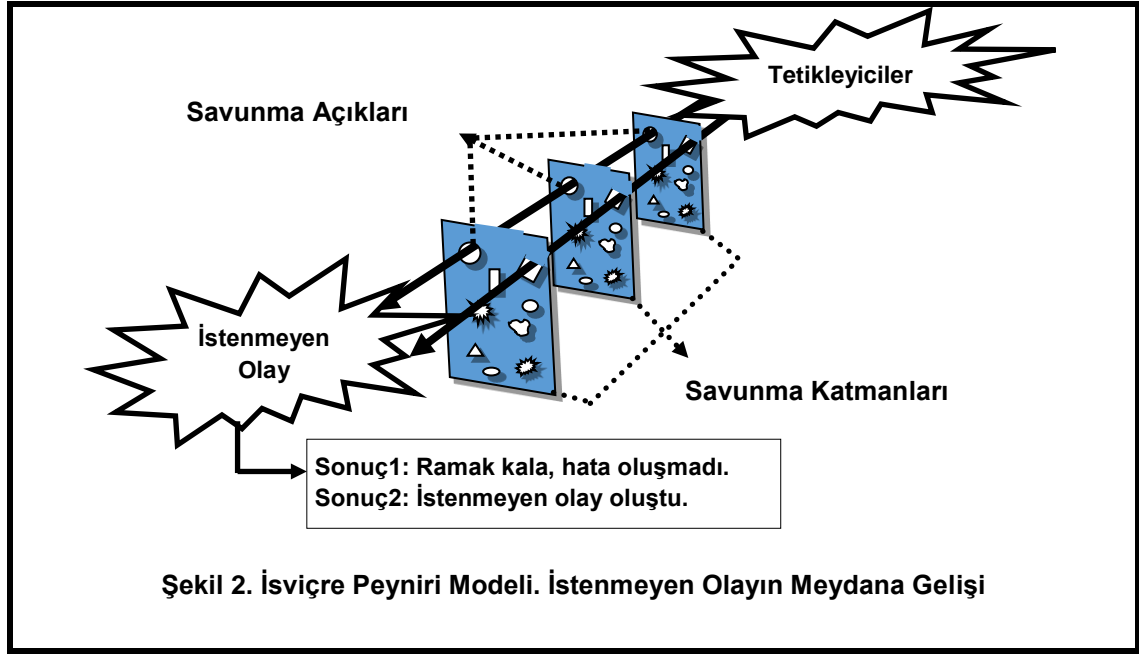 Tetikleyiciler
Savunma Açıkları
İstenmeyen
Olay
Savunma Katmanları
Sonuç1: Ramak kala, hata oluşmadı.
Sonuç2: İstenmeyen olay oluştu.
Şekil 2. İsviçre Peyniri Modeli. İstenmeyen Olayın Meydana Gelişi